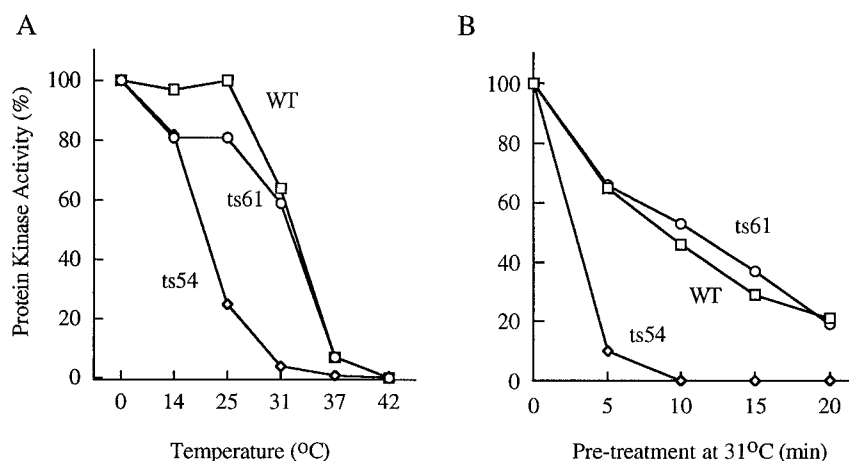 A
Protein Kinase Activity (%)
100
80
60
40
20
0
WT
ts61
ts54
0 14 25 31 37 42
Temperature (ºC)
B
100
80
60
40
20
0
ts61
WT
ts54
0 5 10 15 20
Pre-treatment at 31ºC (min)